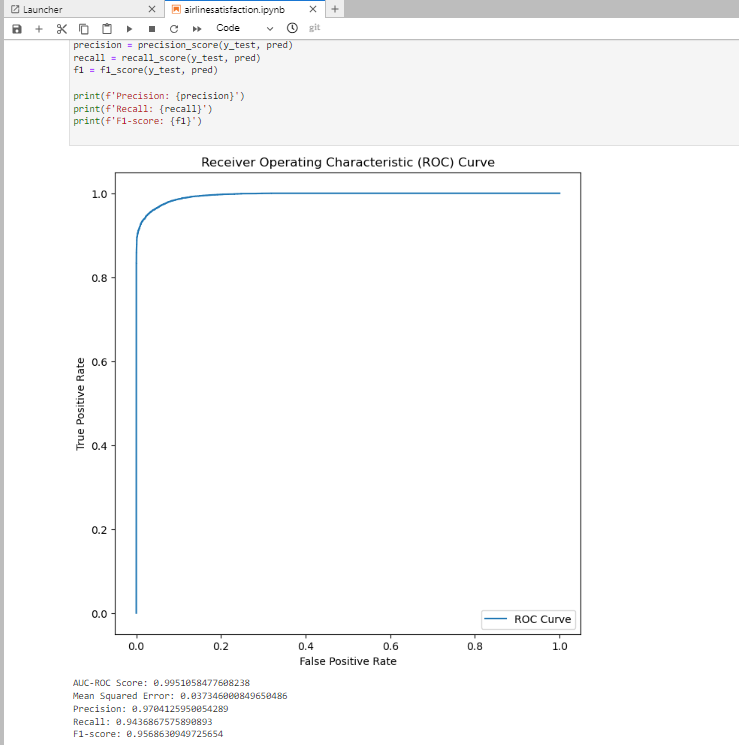 Launcher
airlinesatisfaction.ipynb
Code
git
precision = precision_score(y_test, pred)
recall = recall_score(y_test, pred)
f1 = f1_score(y_test, pred)
print(f'Precision: {precision}')
print(f'Recall: {recall}')
print(f'F1-score: {f1}')
Receiver Operating Characteristic (ROC) Curve
True Positive Rate
1.0
0.8
0.6
0.4
0.2
0.0
ROC Curve
0.0 0.2 0.4 0.6 0.8 1.0
False Positive Rate
AUC-ROC Score: 0.9951058477608238
Mean Squared Error: 0.037346000849650486
Precision: 0.9704125950054289
Recall: 0.9436867575890893
F1-score: 0.9568630949725654